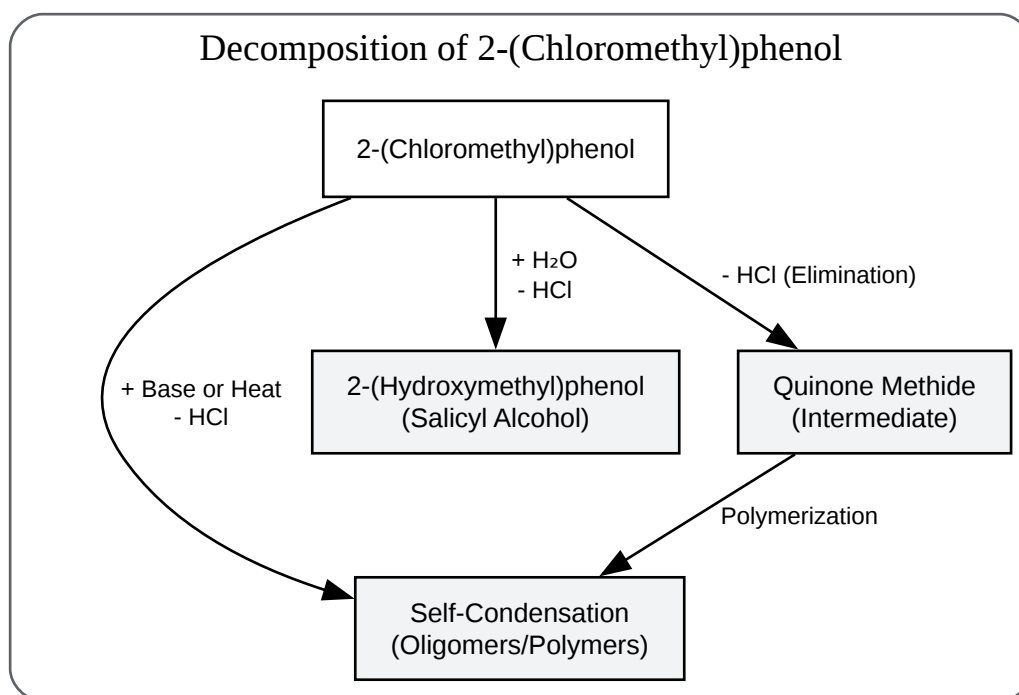 Decomposition of 2-(Chloromethyl)phenol
2-(Chloromethyl)phenol
+ H₂O
- HCl
- HCl (Elimination)
+ Base or Heat
- HCl
2-(Hydroxymethyl)phenol
(Salicyl Alcohol)
Quinone Methide
(Intermediate)
Polymerization
Self-Condensation
(Oligomers/Polymers)